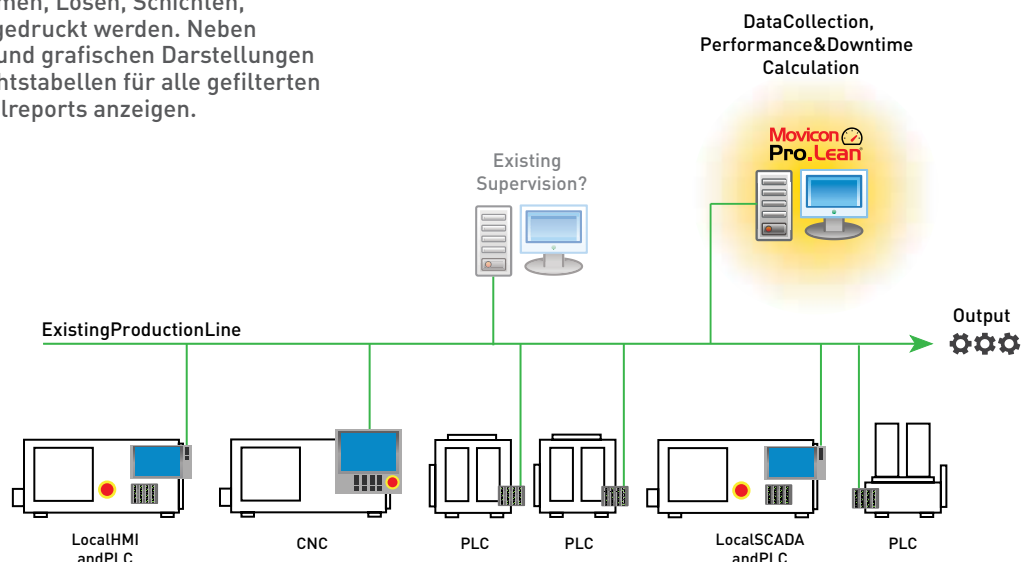 men, Losen, Schichten,
gedruckt werden. Neben
und grafischen Darstellungen
htstabellen für alle gefilterten
lreports anzeigen.
DataCollection,
Performance&Downtime
Calculation
Movicon
Pro.Lean
Existing
Supervision?
ExistingProductionLine
Output
LocalHMI
andPLC
CNC
PLC
PLC
LocalSCADA
andPLC
PLC